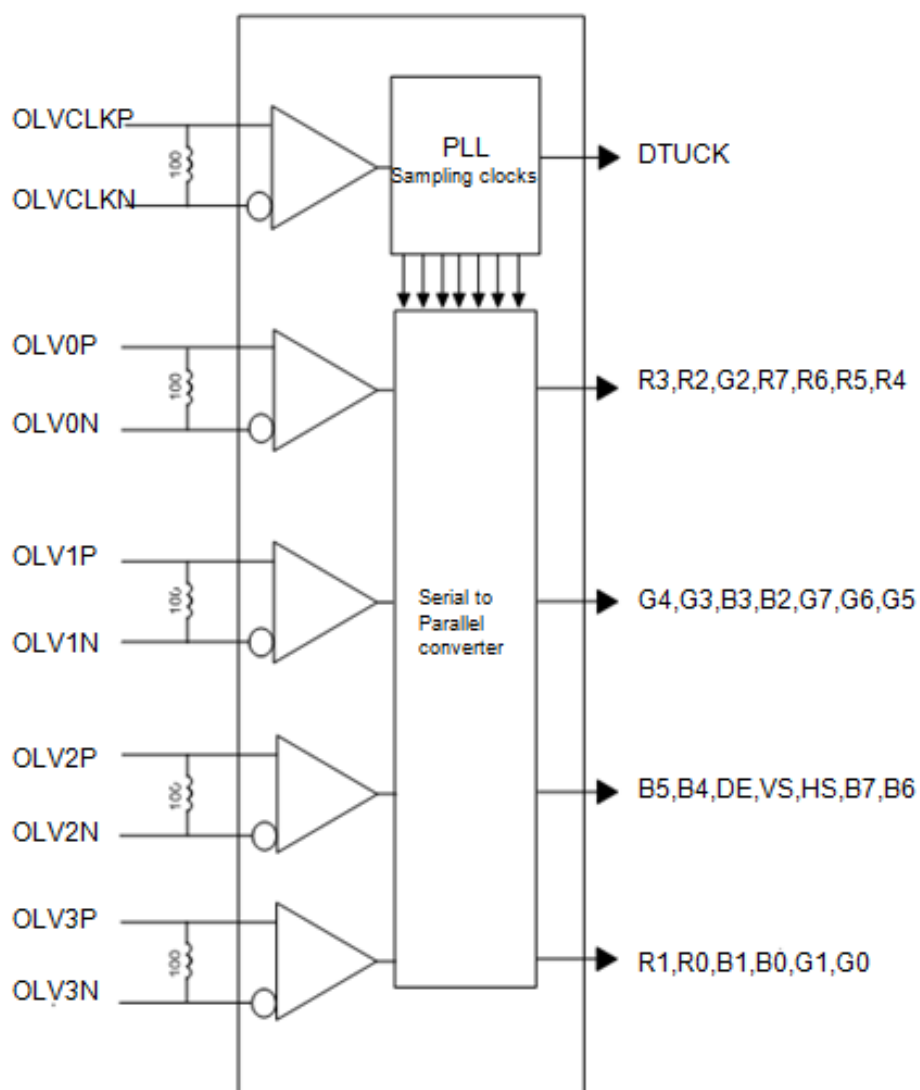 OLVCLKP
100
OLVCLKN
PLL
Sampling clocks
DTUCK
OLV0P
100
OLV0N
R3,R2,G2,R7,R6,R5,R4
OLV1P
100
OLV1N
Serial to
Parallel
converter
G4,G3,B3,B2,G7,G6,G5
OLV2P
100
OLV2N
B5,B4,DE,VS,HS,B7,B6
OLV3P
100
OLV3N
R1,R0,B1,B0,G1,G0